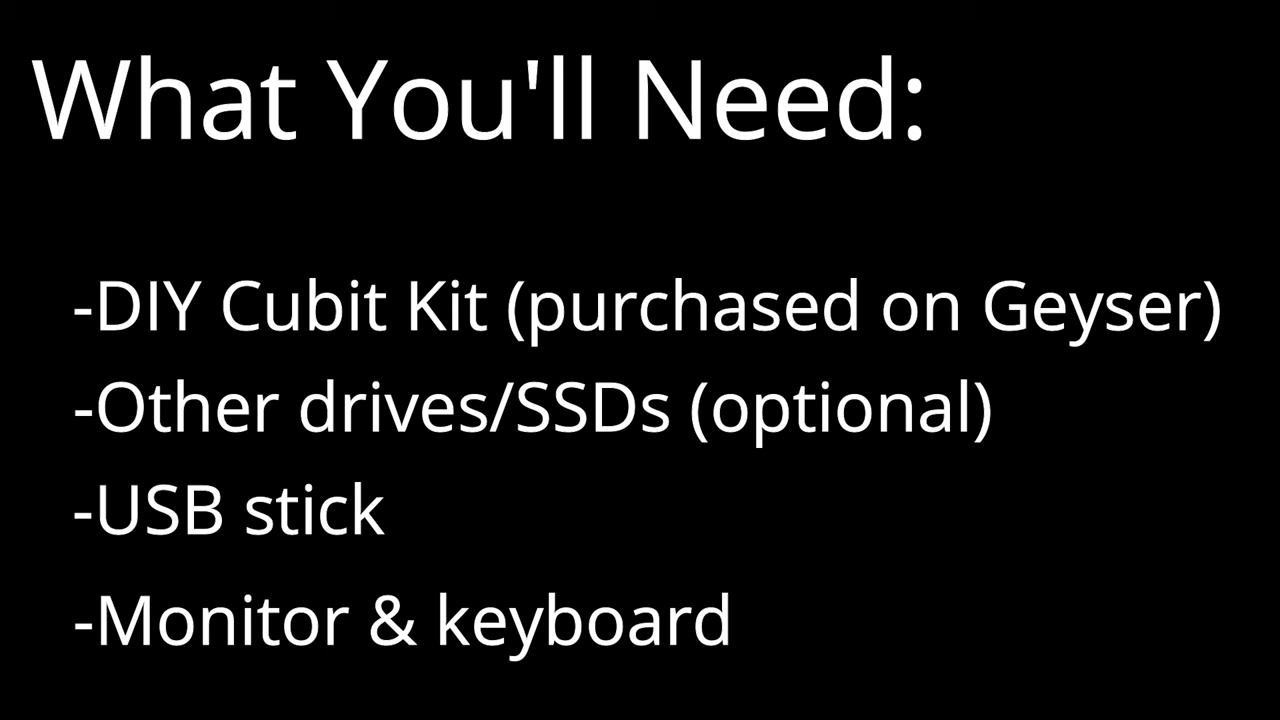 What You'll Need:
-DIY Cubit Kit (purchased on Geyser)
-Other drives/SSDs (optional)
-USB stick
-Monitor & keyboard